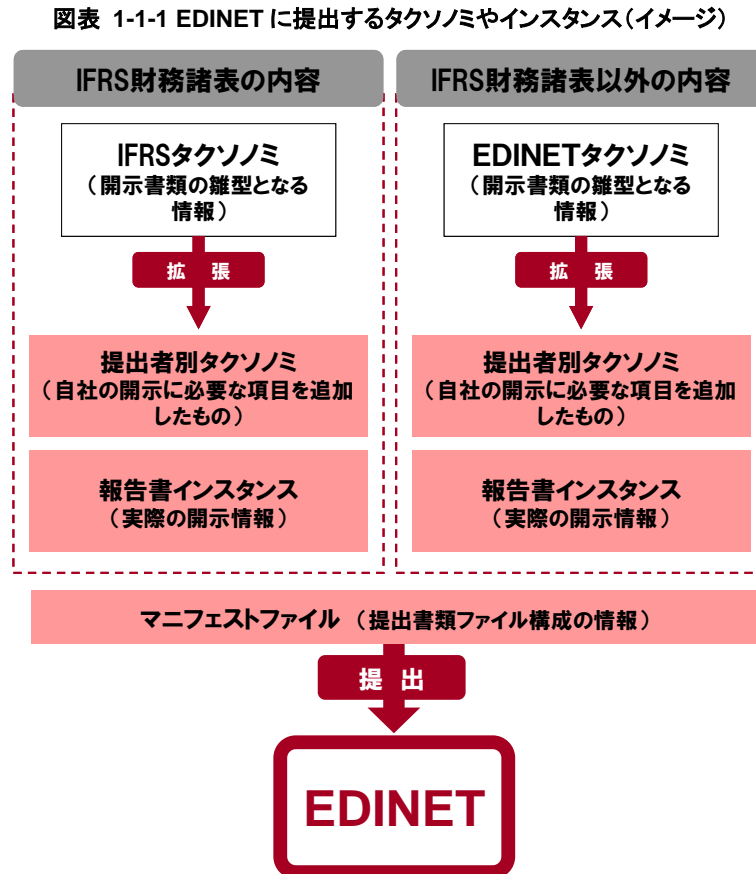 図表 1-1-1 EDINET に提出するタクソノミやインスタンス(イメージ)
IFRS財務諸表の内容
IFRSタクソノミ
(開示書類の雛型となる
情報)
拡 張
提出者別タクソノミ
(自社の開示に必要な項目を追加
したもの)
報告書インスタンス
(実際の開示情報)
IFRS財務諸表以外の内容
EDINETタクソノミ
(開示書類の雛型となる
情報)
拡 張
提出者別タクソノミ
(自社の開示に必要な項目を追加
したもの)
報告書インスタンス
(実際の開示情報)
マニフェストファイル (提出書類ファイル構成の情報)
提 出
EDINET